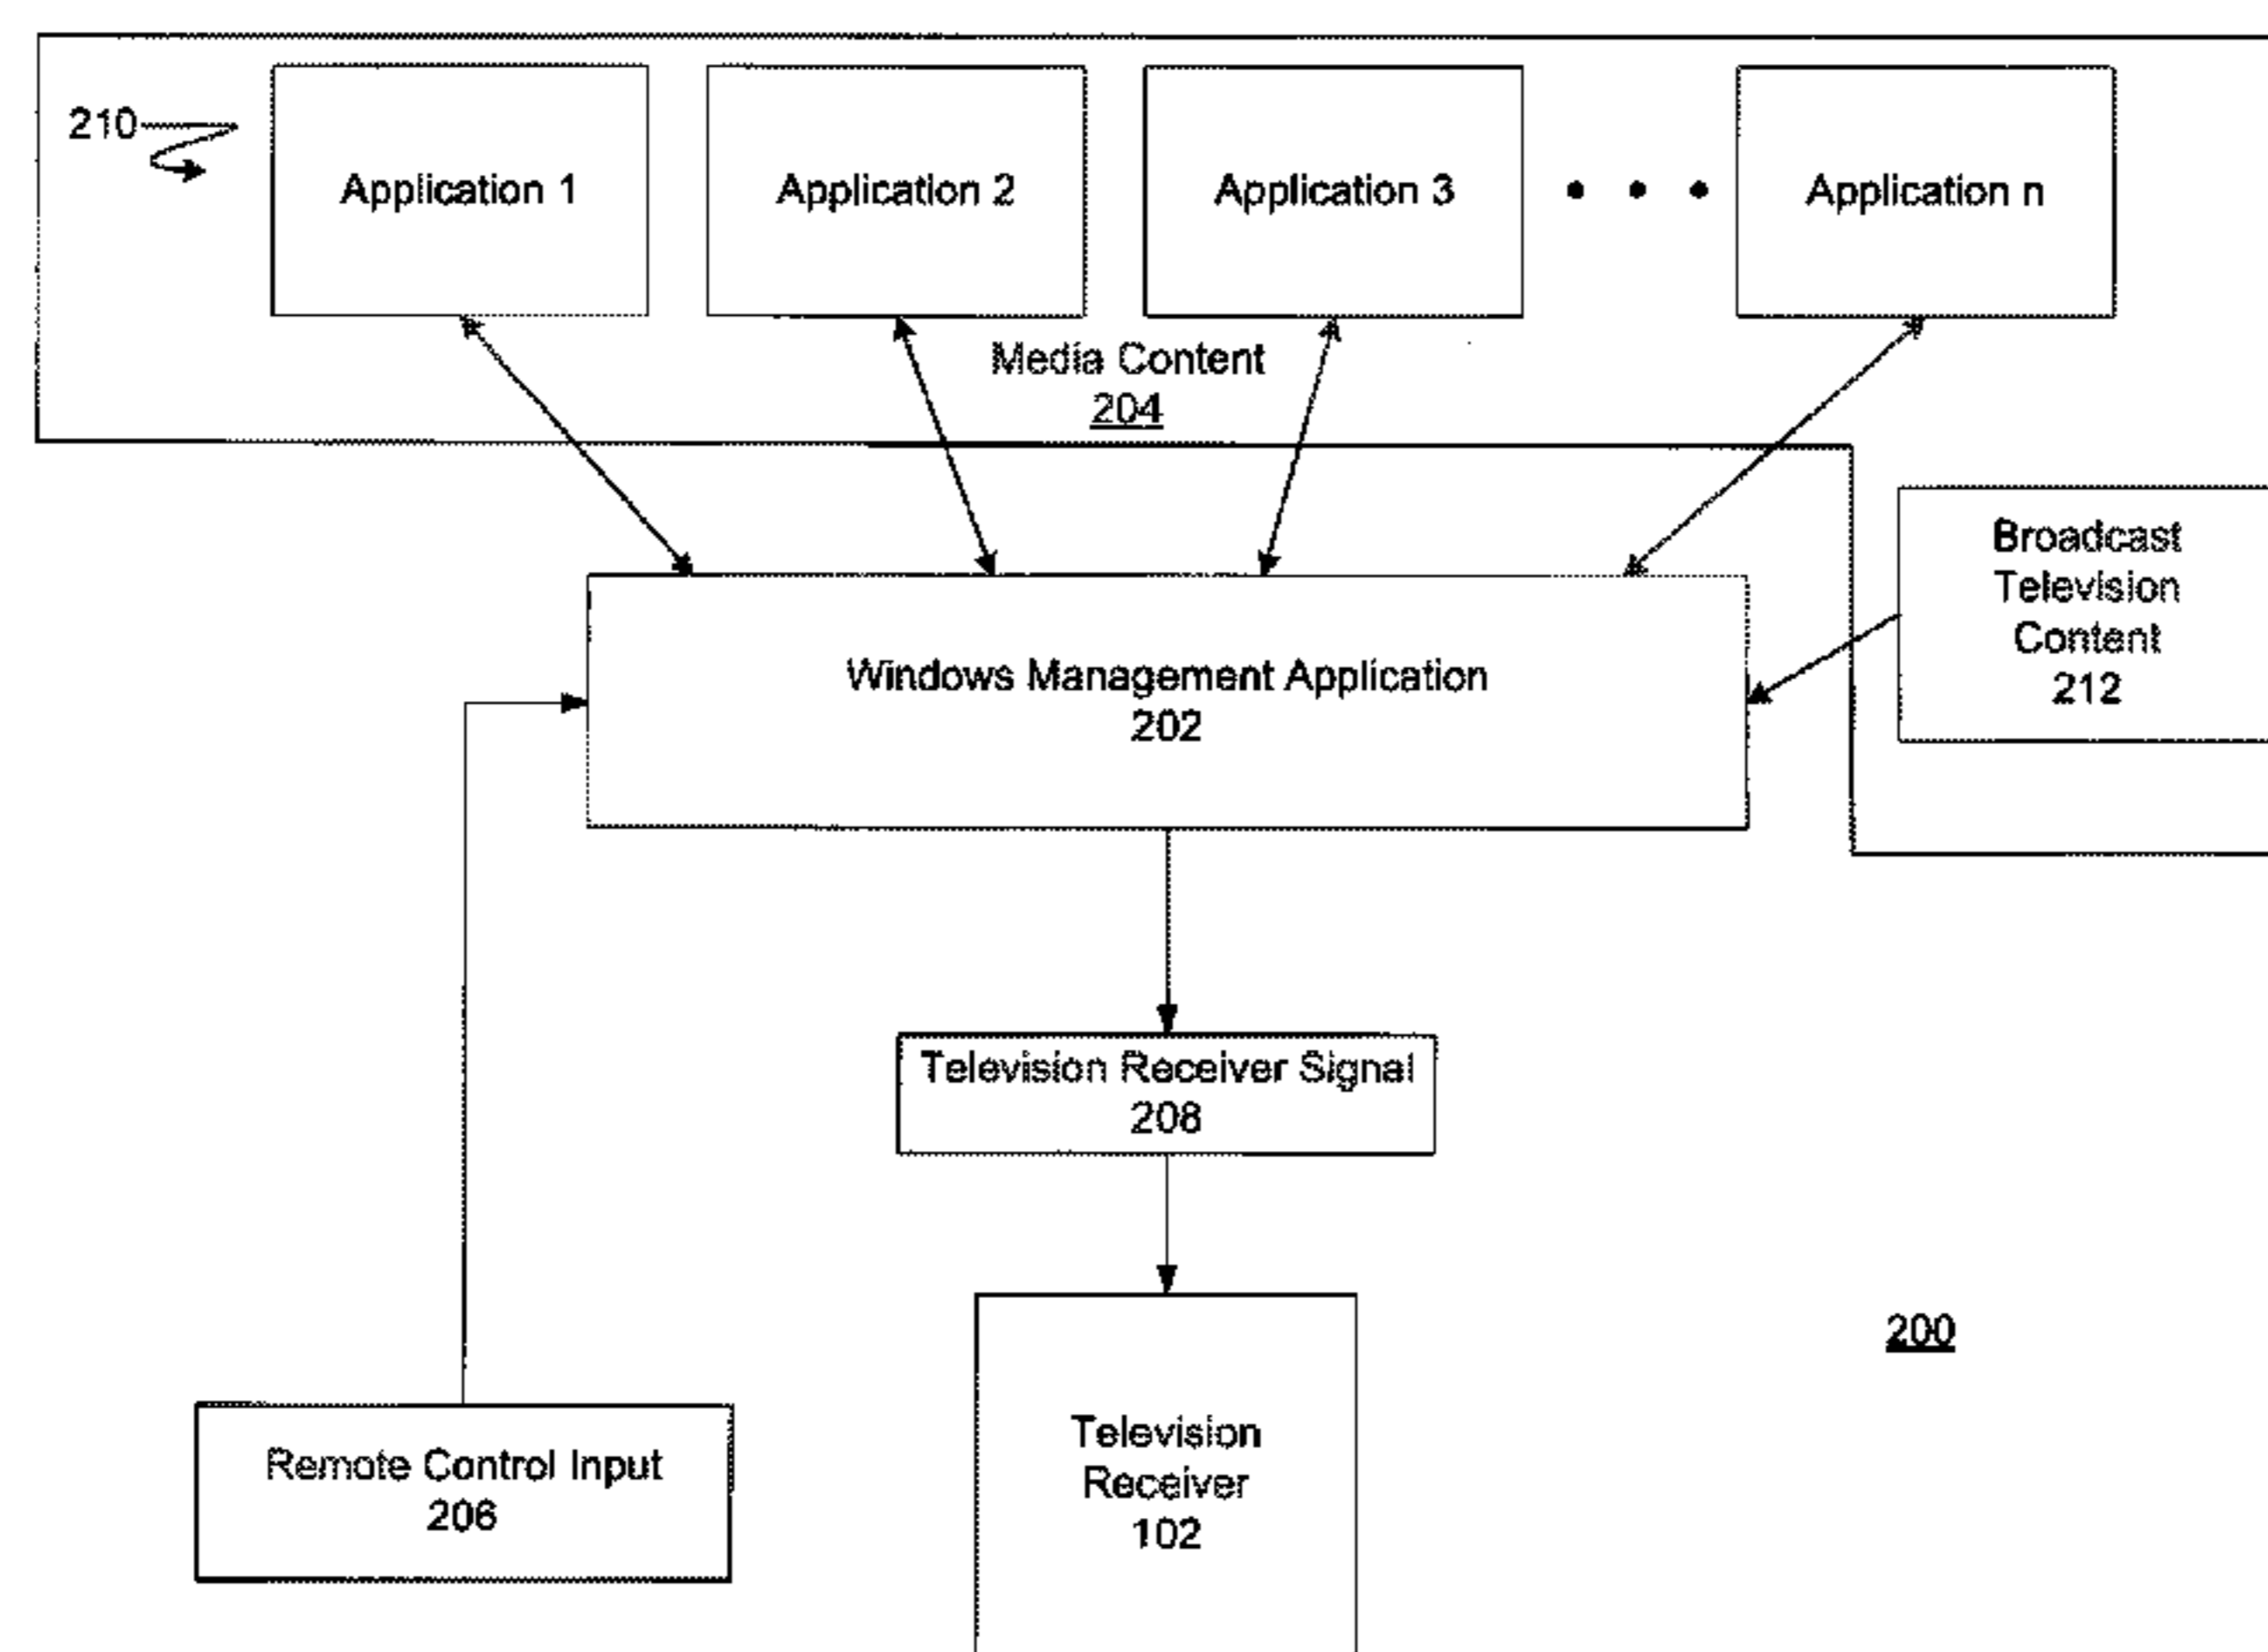 210
Application 1
Application 2
Application 3
• • •
Application n
Media Content
204
Broadcast
Television
Content
212
Windows Management Application
202
Television Receiver Signal
208
200
Remote Control Input
206
Television
Receiver
102